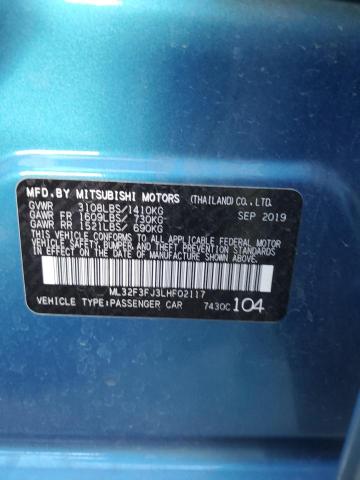 MFD.BY MITSUBISHI MOTORS (THAILAND) CO.,LTD.
GVWR 3108LBS/1410KG SEP 2019
GAWR FR 1609LBS/ 730KG
GAWR RR 1521LBS/ 690KG
THIS VEHICLE CONFORMS TO ALL APPLICABLE FEDERAL MOTOR
VEHICLE SAFETY, BUMPER AND THEFT PREVENTION STANDARDS
IN EFFECT ON THE DATE OF MANUFACTURE SHOWN ABOVE.
ML32F3FJ3LHF02117
VEHICLE TYPE:PASSENGER CAR 7430C 104